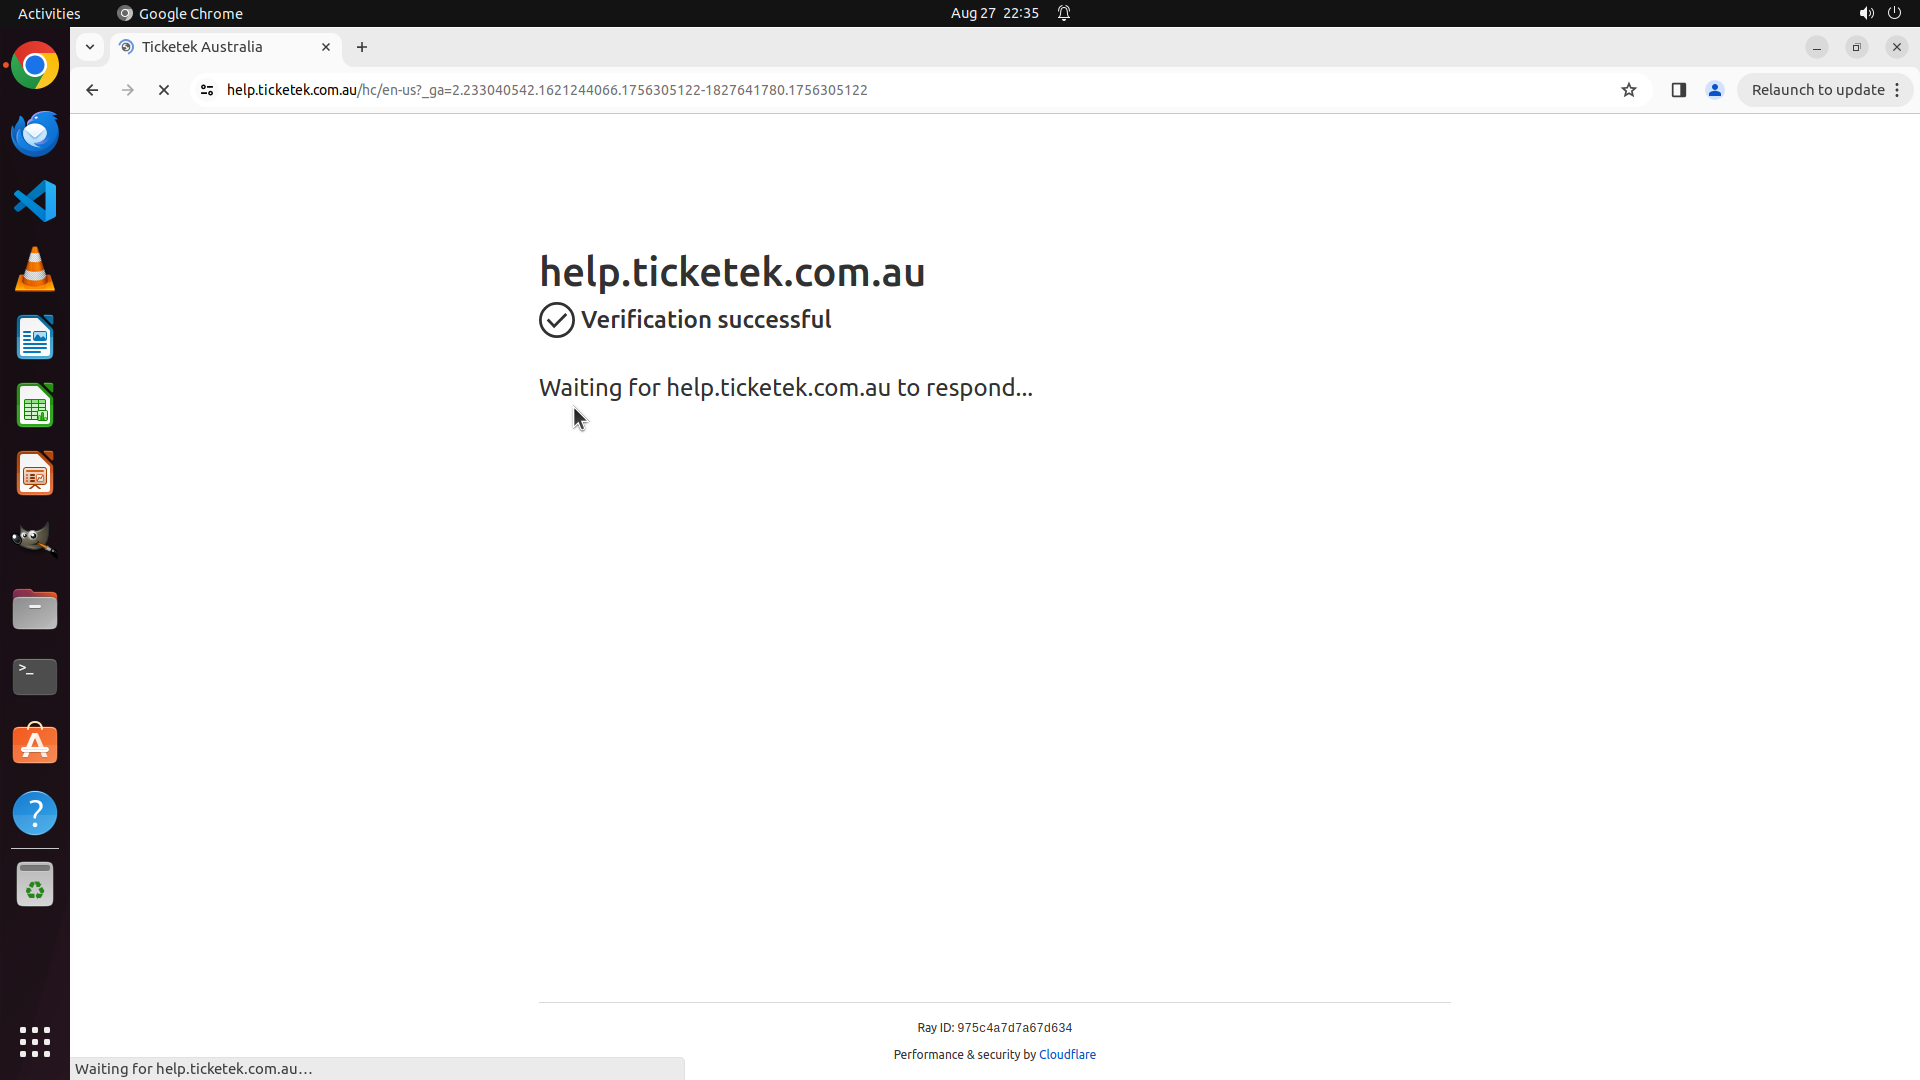 Activities
Google Chrome
Aug 27 22:35
Ticketek Australia
help.ticketek.com.au/hc/en-us?_ga=2.233040542.1621244066.1756305122-1827641780.1756305122
Relaunch to update
help.ticketek.com.au
Verification successful
Waiting for help.ticketek.com.au to respond...
Ray ID: 975c4a7d7a67d634
Performance & security by Cloudflare
Waiting for help.ticketek.com.au…